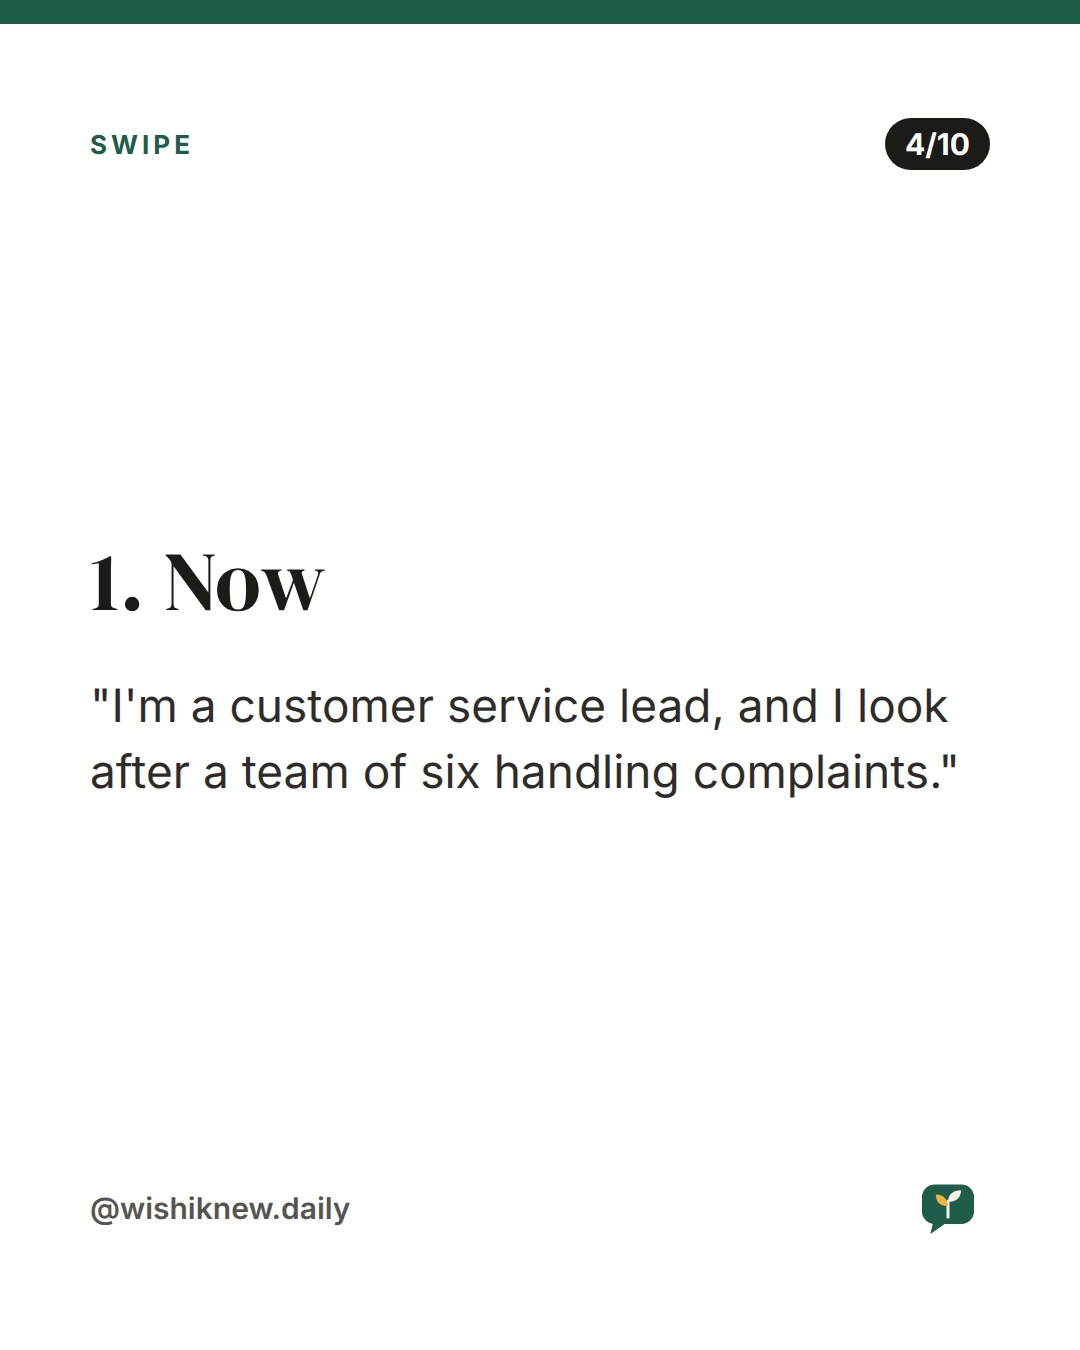 SWIPE
4/10
1. Now
"I'm a customer service lead, and I look
after a team of six handling complaints."
@wishiknew.daily